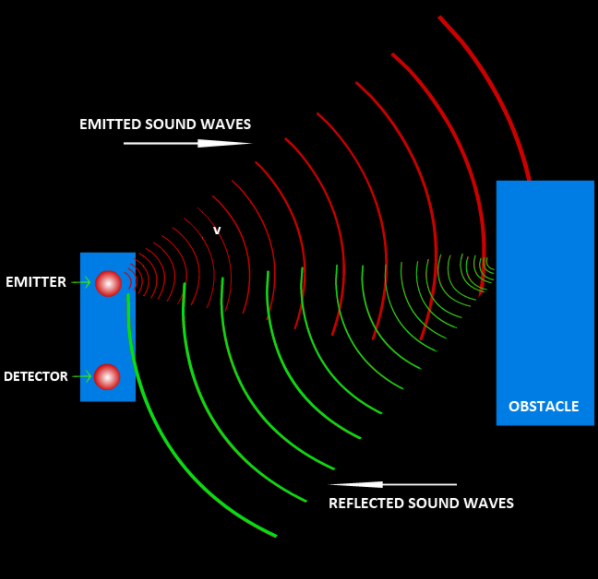 EMITTED SOUND WAVES
v
EMITTER
DETECTOR
OBSTACLE
REFLECTED SOUND WAVES